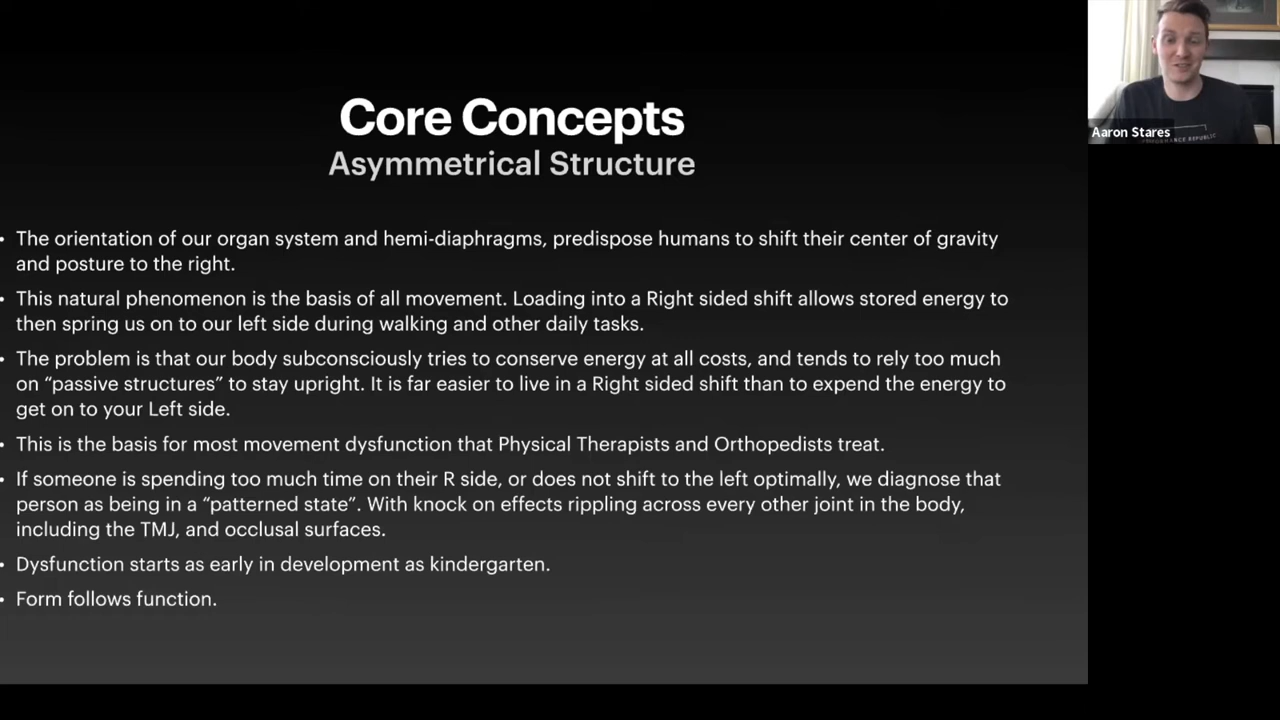 Core Concepts
Asymmetrical Structure
• The orientation of our organ system and hemi-diaphragms, predispose humans to shift their center of gravity
and posture to the right.
• This natural phenomenon is the basis of all movement. Loading into a Right sided shift allows stored energy to
then spring us on to our left side during walking and other daily tasks.
• The problem is that our body subconsciously tries to conserve energy at all costs, and tends to rely too much
on “passive structures” to stay upright. It is far easier to live in a Right sided shift than to expend the energy to
get on to your Left side.
• This is the basis for most movement dysfunction that Physical Therapists and Orthopedists treat.
• If someone is spending too much time on their R side, or does not shift to the left optimally, we diagnose that
person as being in a “patterned state”. With knock on effects rippling across every other joint in the body,
including the TMJ, and occlusal surfaces.
• Dysfunction starts as early in development as kindergarten.
• Form follows function.
Aaron Stares
REPUBLIC